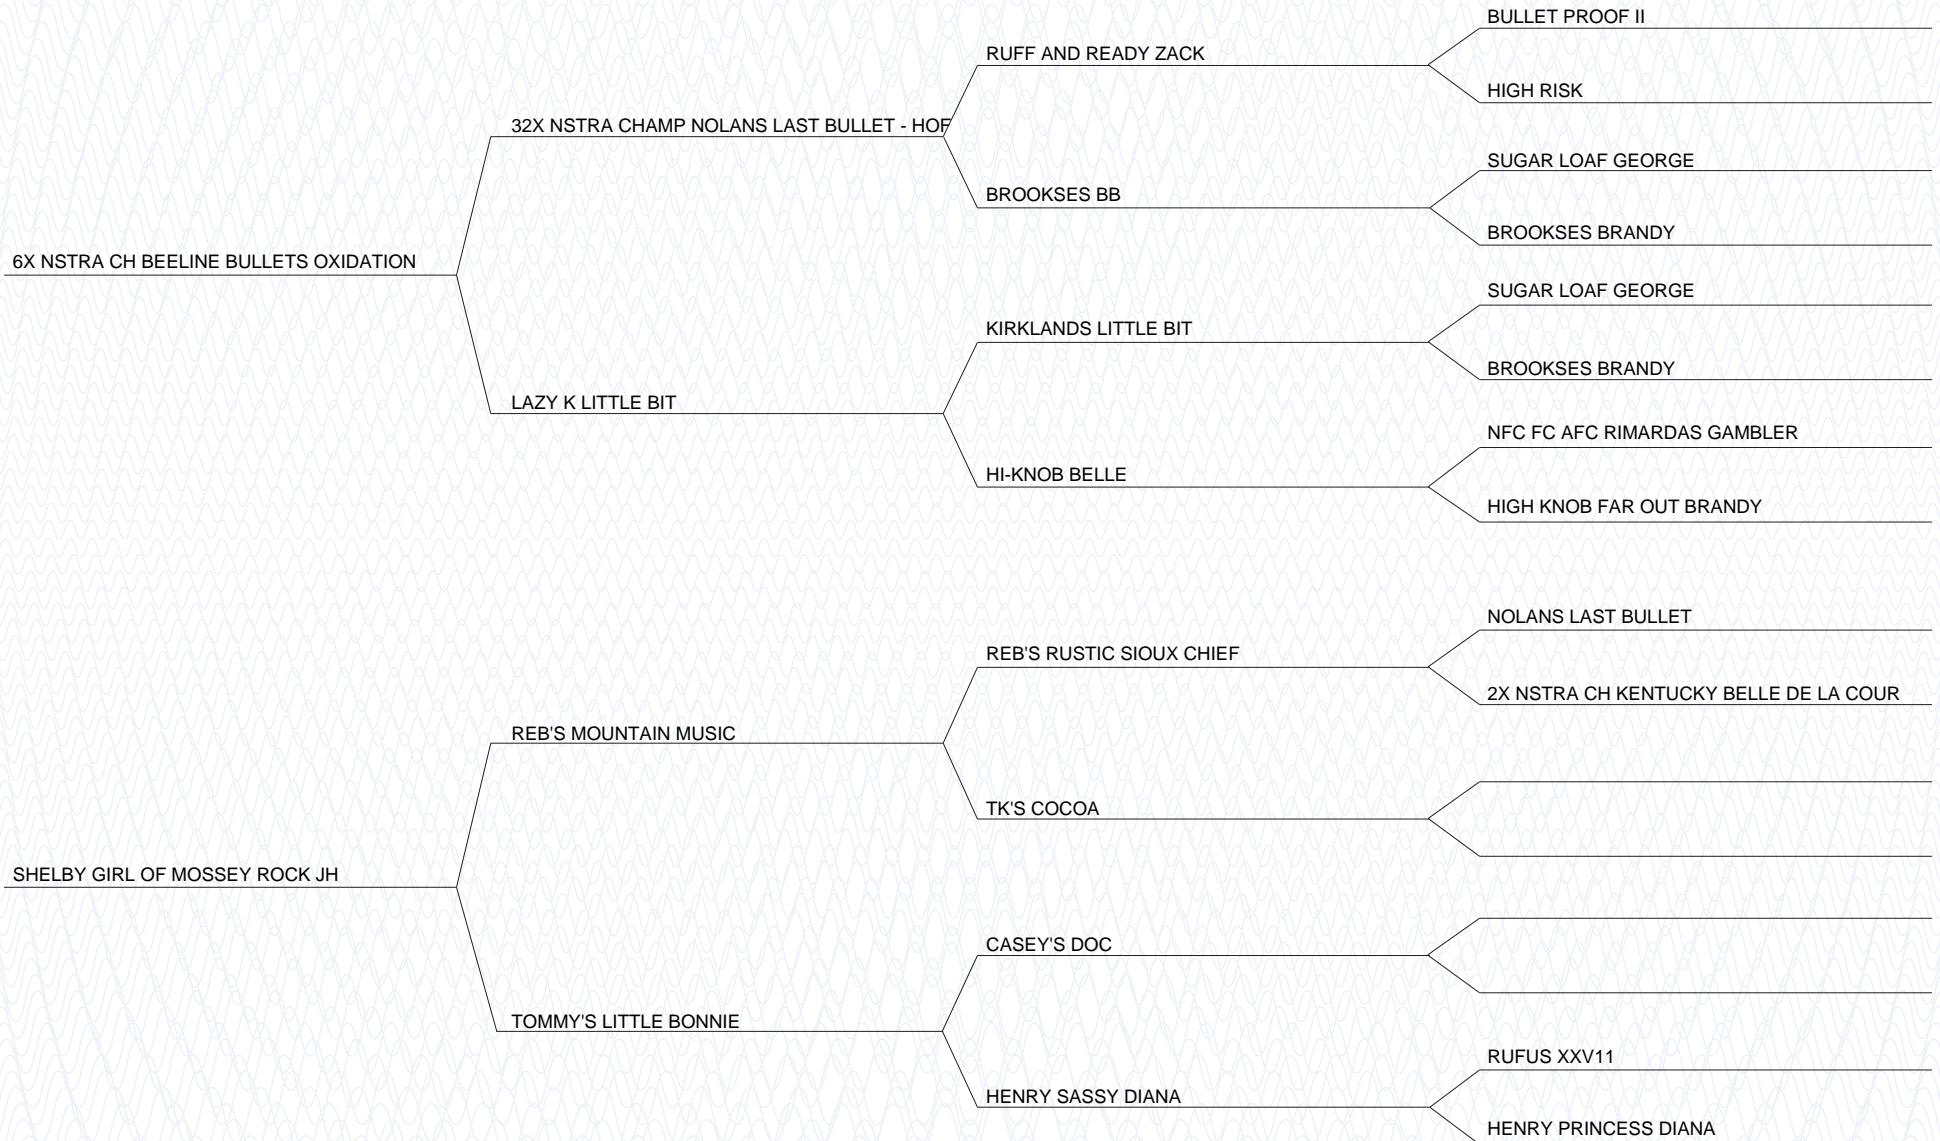 BULLET PROOF II
RUFF AND READY ZACK
HIGH RISK
32X NSTRA CHAMP NOLANS LAST BULLET - HOF
SUGAR LOAF GEORGE
BROOKSES BB
BROOKSES BRANDY
6X NSTRA CH BEELINE BULLETS OXIDATION
SUGAR LOAF GEORGE
KIRKLANDS LITTLE BIT
BROOKSES BRANDY
LAZY K LITTLE BIT
NFC FC AFC RIMARDAS GAMBLER
HI-KNOB BELLE
HIGH KNOB FAR OUT BRANDY
NOLANS LAST BULLET
REB'S RUSTIC SIOUX CHIEF
2X NSTRA CH KENTUCKY BELLE DE LA COUR
REB'S MOUNTAIN MUSIC
TK'S COCOA
SHELBY GIRL OF MOSSEY ROCK JH
CASEY'S DOC
TOMMY'S LITTLE BONNIE
RUFUS XXV11
HENRY SASSY DIANA
HENRY PRINCESS DIANA